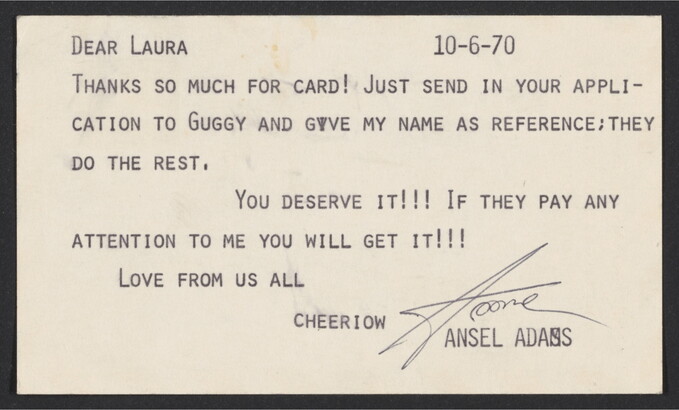 DEAR LAURA 10-6-70
THANKS SO MUCH FOR CARD! JUST SEND IN YOUR APPLI-
CATION TO GUGGY AND GIVE MY NAME AS REFERENCE;THEY
DO THE REST.
YOU DESERVE IT!!! IF THEY PAY ANY
ATTENTION TO ME YOU WILL GET IT!!!
LOVE FROM US ALL
CHEERIOW
ANSEL ADAMS